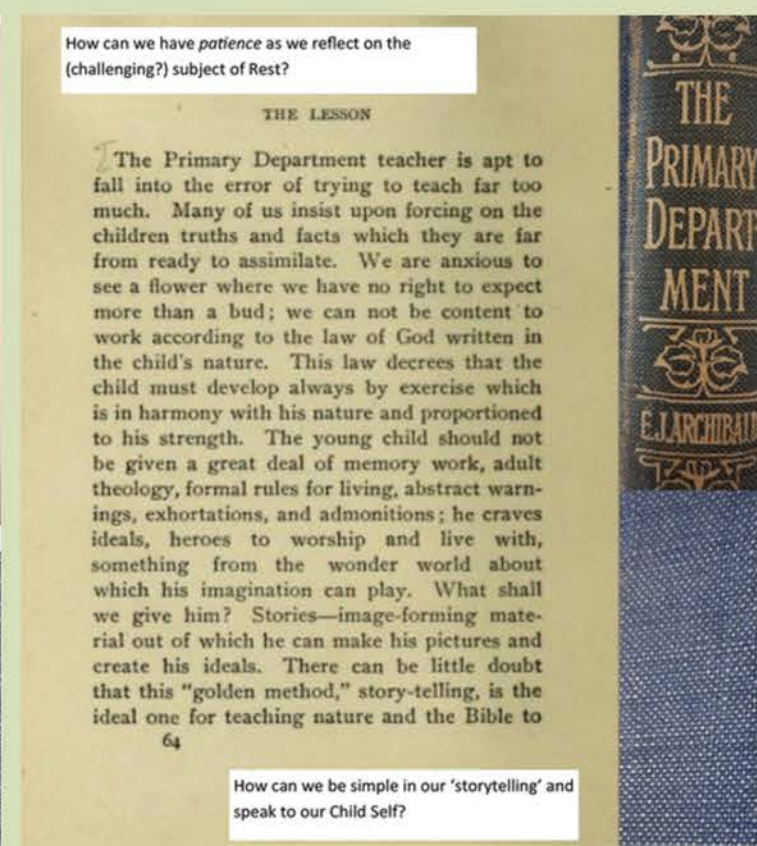 How can we have patience as we reflect on the
(challenging?) subject of Rest?
THE LESSON
The Primary Department teacher is apt to
fall into the error of trying to teach far too
much. Many of us insist upon forcing on the
children truths and facts which they are far
from ready to assimilate. We are anxious to
see a flower where we have no right to expect
more than a bud; we can not be content to
work according to the law of God written in
the child's nature. This law decrees that the
child must develop always by exercise which
is in harmony with his nature and proportioned
to his strength. The young child should not
be given a great deal of memory work, adult
theology, formal rules for living, abstract warn-
ings, exhortations, and admonitions; he craves
ideals, heroes to worship and live with,
something from the wonder world about
which his imagination can play. What shall
we give him? Stories—image-forming mate-
rial out of which he can make his pictures and
create his ideals. There can be little doubt
that this "golden method," story-telling, is the
ideal one for teaching nature and the Bible to
64
How can we be simple in our ‘storytelling’ and
speak to our Child Self?
THE
PRIMARY
DEPART-
MENT
E.J. ARCHIBALD